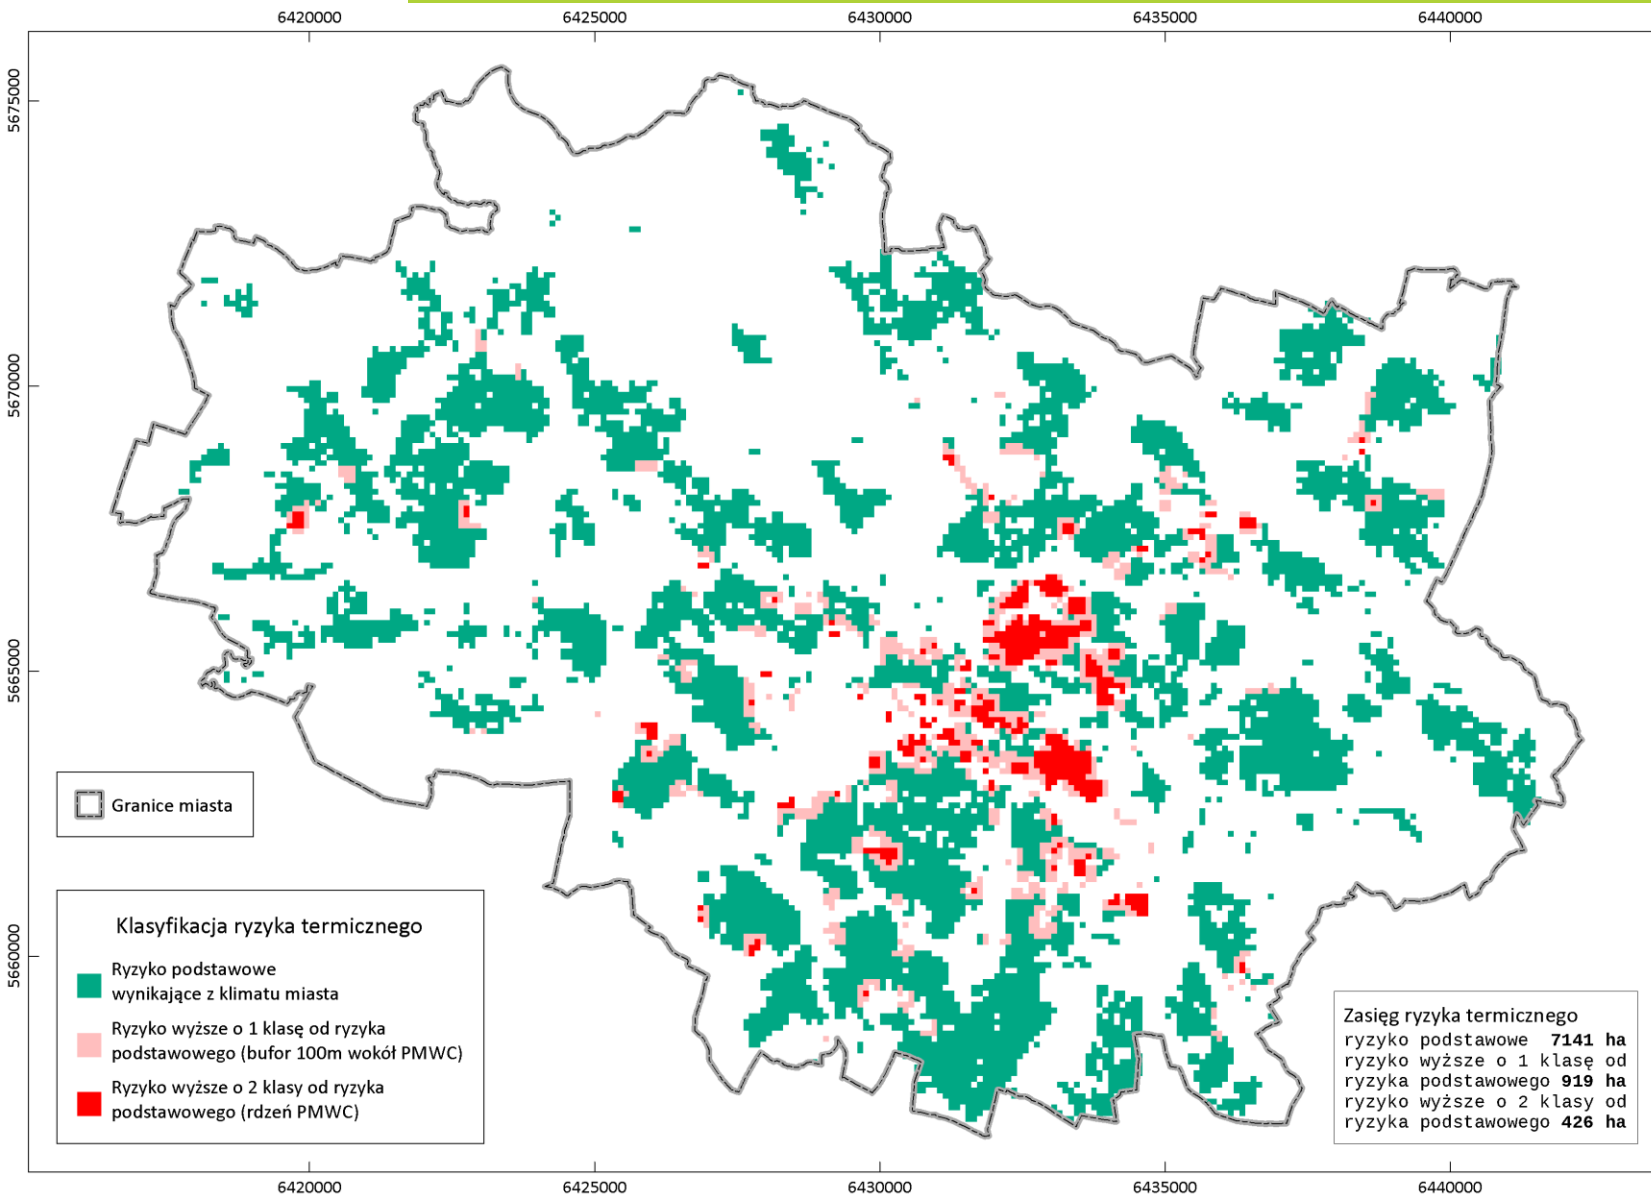 6420000
6425000
6430000
6435000
6440000
5675000
5670000
5665000
5660000
Granice miasta
Klasyfikacja ryzyka termicznego
Ryzyko podstawowe
wynikające z klimatu miasta
Ryzyko wyższe o 1 klasę od ryzyka
podstawowego (bufor 100m wokół PMWC)
Ryzyko wyższe o 2 klasy od ryzyka
podstawowego (rdzeń PMWC)
Zasięg ryzyka termicznego
ryzyko podstawowe 7141 ha
ryzyko wyższe o 1 klasę od
ryzyka podstawowego 919 ha
ryzyko wyższe o 2 klasy od
ryzyka podstawowego 426 ha
6420000
6425000
6430000
6435000
6440000